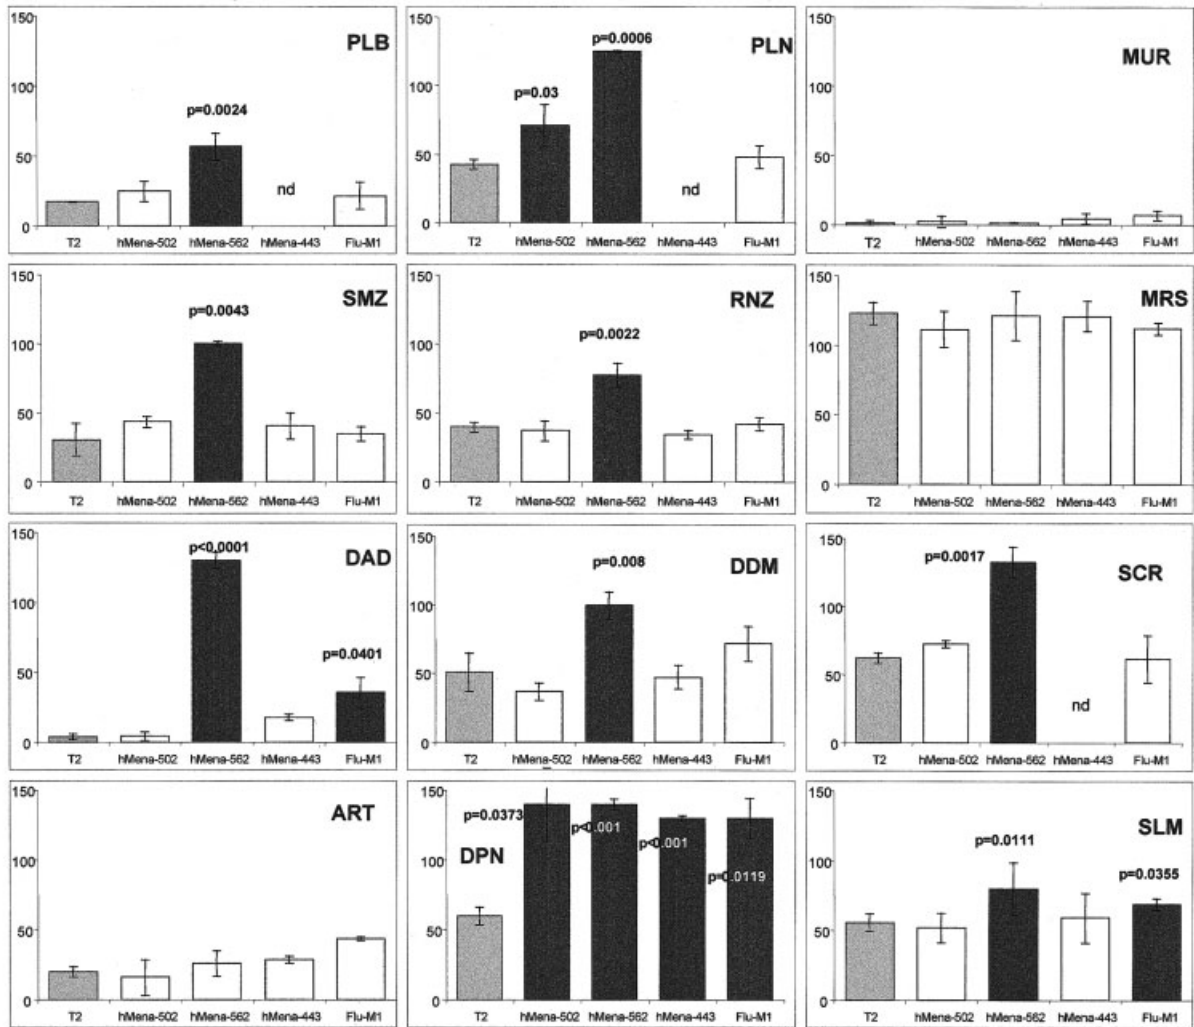 150
100
50
0
PLB
p=0.0024
nd
T2 hMena-502 hMena-562 hMena-443 Flu-M1
150
100
50
0
PLN
p=0.0006
p=0.03
nd
T2 hMena-502 hMena-562 hMena-443 Flu-M1
150
100
50
0
MUR
T2 hMena-502 hMena-562 hMena-443 Flu-M1
150
100
50
0
SMZ
p=0.0043
T2 hMena-502 hMena-562 hMena-443 Flu-M1
150
100
50
0
RNZ
p=0.0022
T2 hMena-502 hMena-562 hMena-443 Flu-M1
150
100
50
0
MRS
T2 hMena-502 hMena-562 hMena-443 Flu-M1
150
100
50
0
p<0.0001
DAD
p=0.0401
T2 hMena-502 hMena-562 hMena-443 Flu-M1
150
100
50
0
DDM
p=0.008
T2 hMena-502 hMena-562 hMena-443 Flu-M1
150
100
50
0
p=0.0017
SCR
nd
T2 hMena-502 hMena-562 hMena-443 Flu-M1
150
100
50
0
ART
T2 hMena-502 hMena-562 hMena-443 Flu-M1
150
100
50
0
p=0.0373
p<0.001
p<0.001
DPN
p=0.0119
T2 hMena-502 hMena-562 hMena-443 Flu-M1
150
100
50
0
SLM
p=0.0111
p=0.0355
T2 hMena-502 hMena-562 hMena-443 Flu-M1